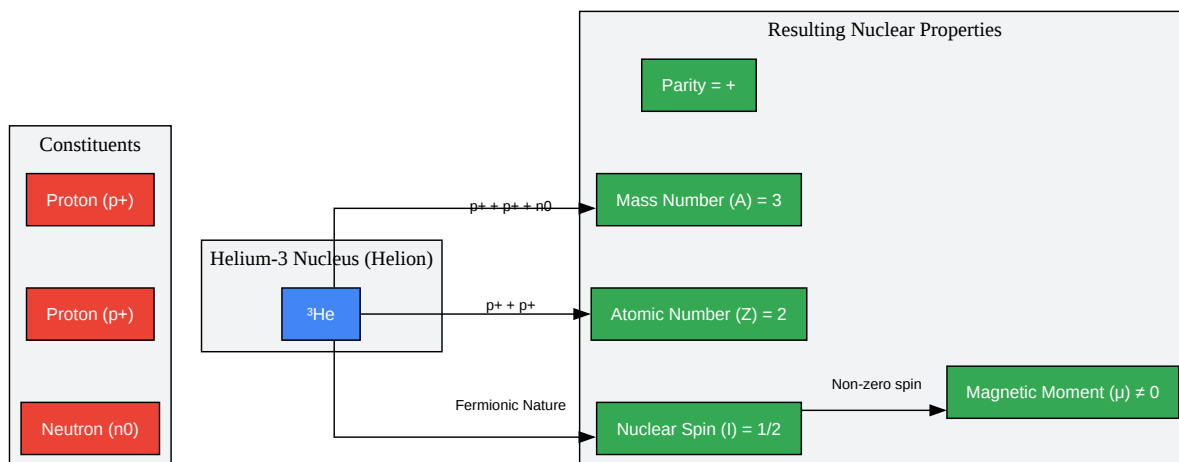 Resulting Nuclear Properties
Parity = +
Constituents
Proton (p+)
p+ + p+ + n0
Mass Number (A) = 3
Helium-3 Nucleus (Helion)
Proton (p+)
³He
p+ + p+
Atomic Number (Z) = 2
Non-zero spin
Magnetic Moment (μ) ≠ 0
Fermionic Nature
Neutron (n0)
Nuclear Spin (I) = 1/2